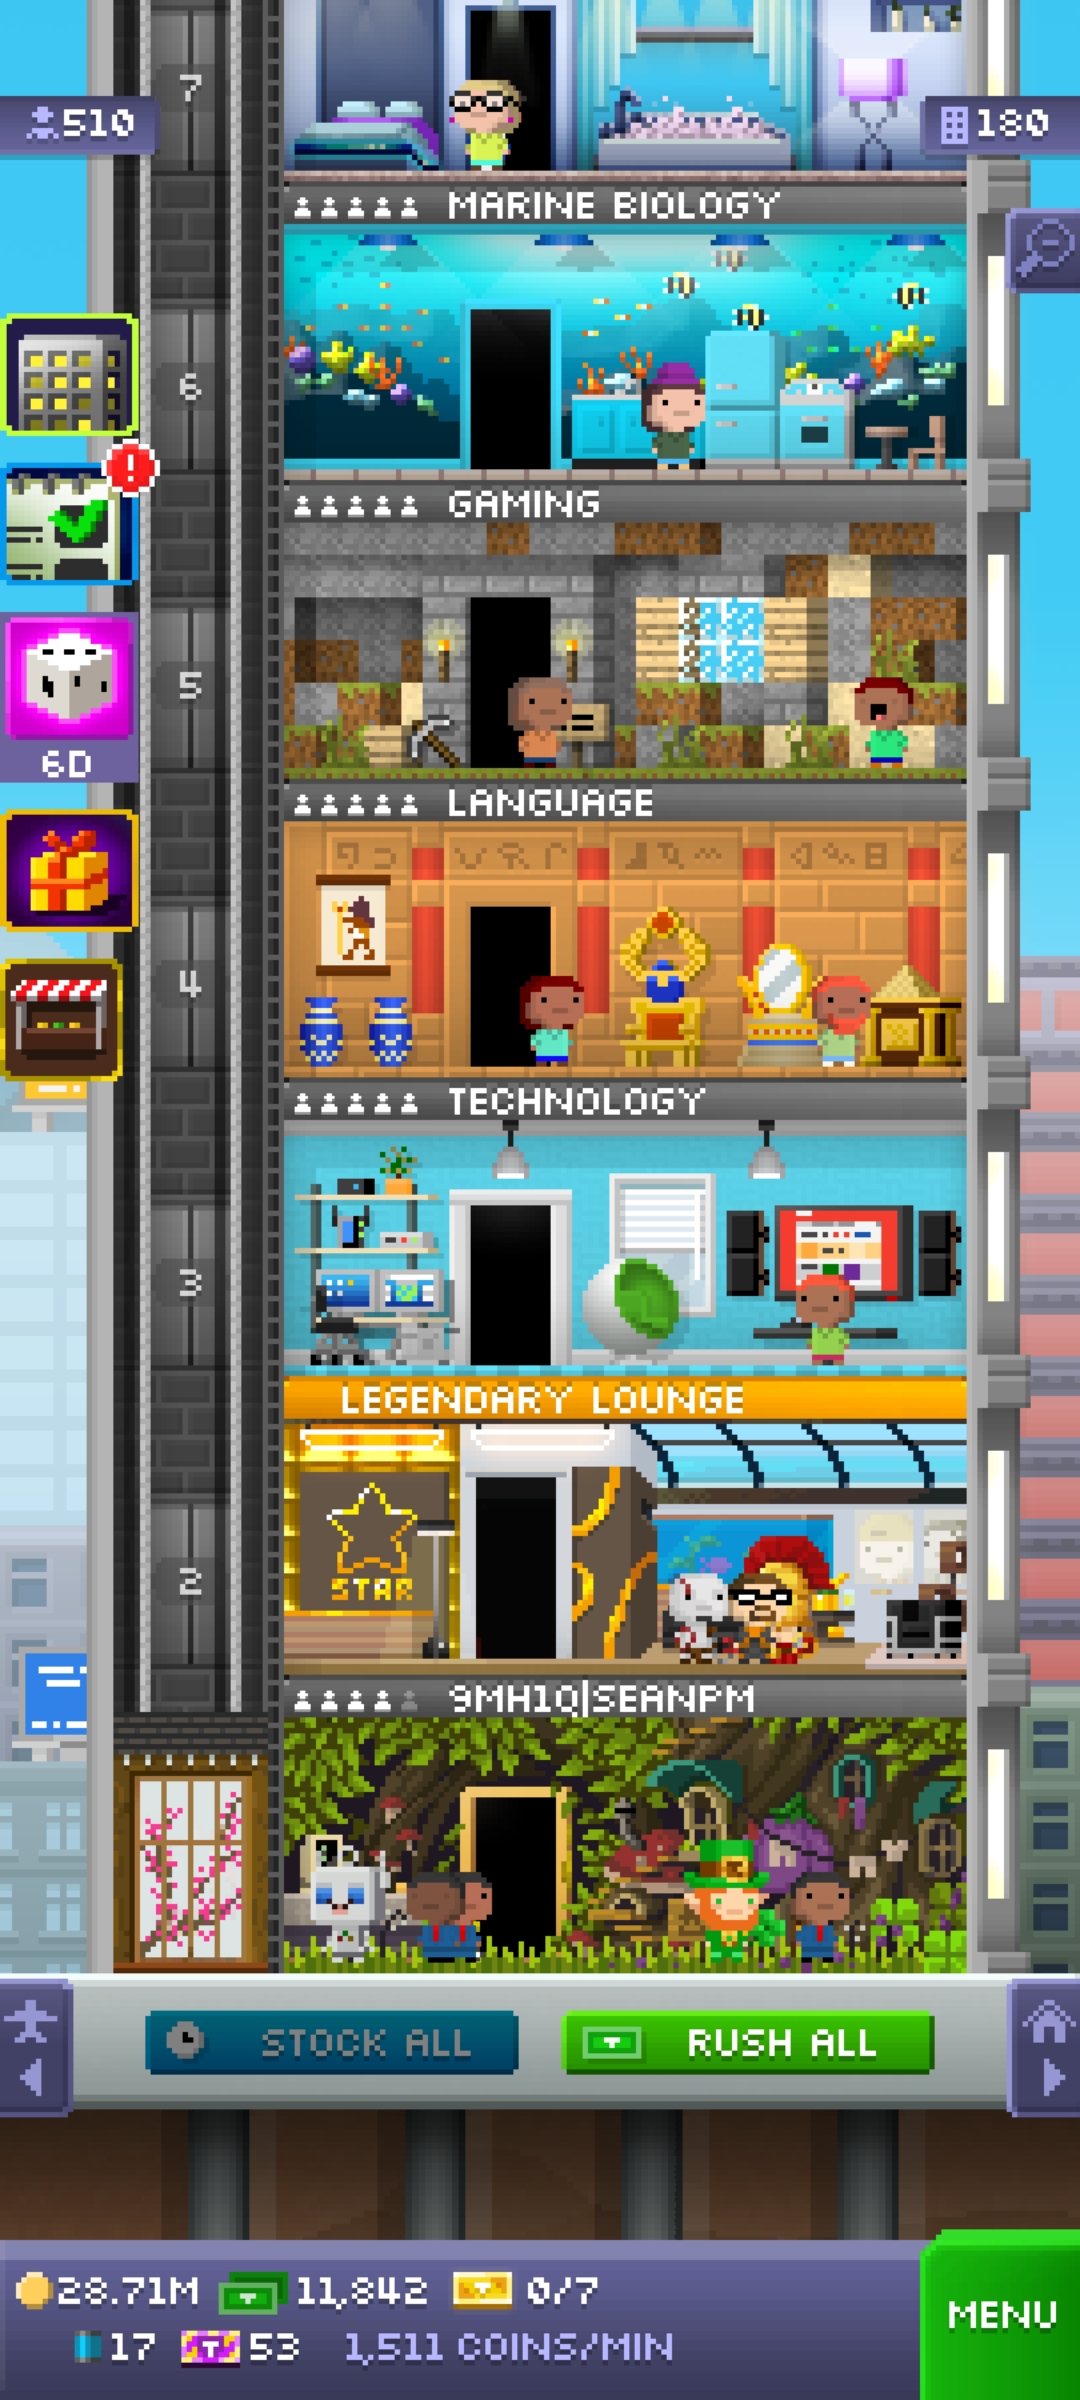 7
510
180
MARINE BIOLOGY
6
GAMING
5
6D
LANGUAGE
4
TECHNOLOGY
3
LEGENDARY LOUNGE
STAR
2
9MH1Q|SEANPM
STOCK ALL
RUSH ALL
28.71M
11,842
0/7
MENU
17
53
1,511 COINS/MIN